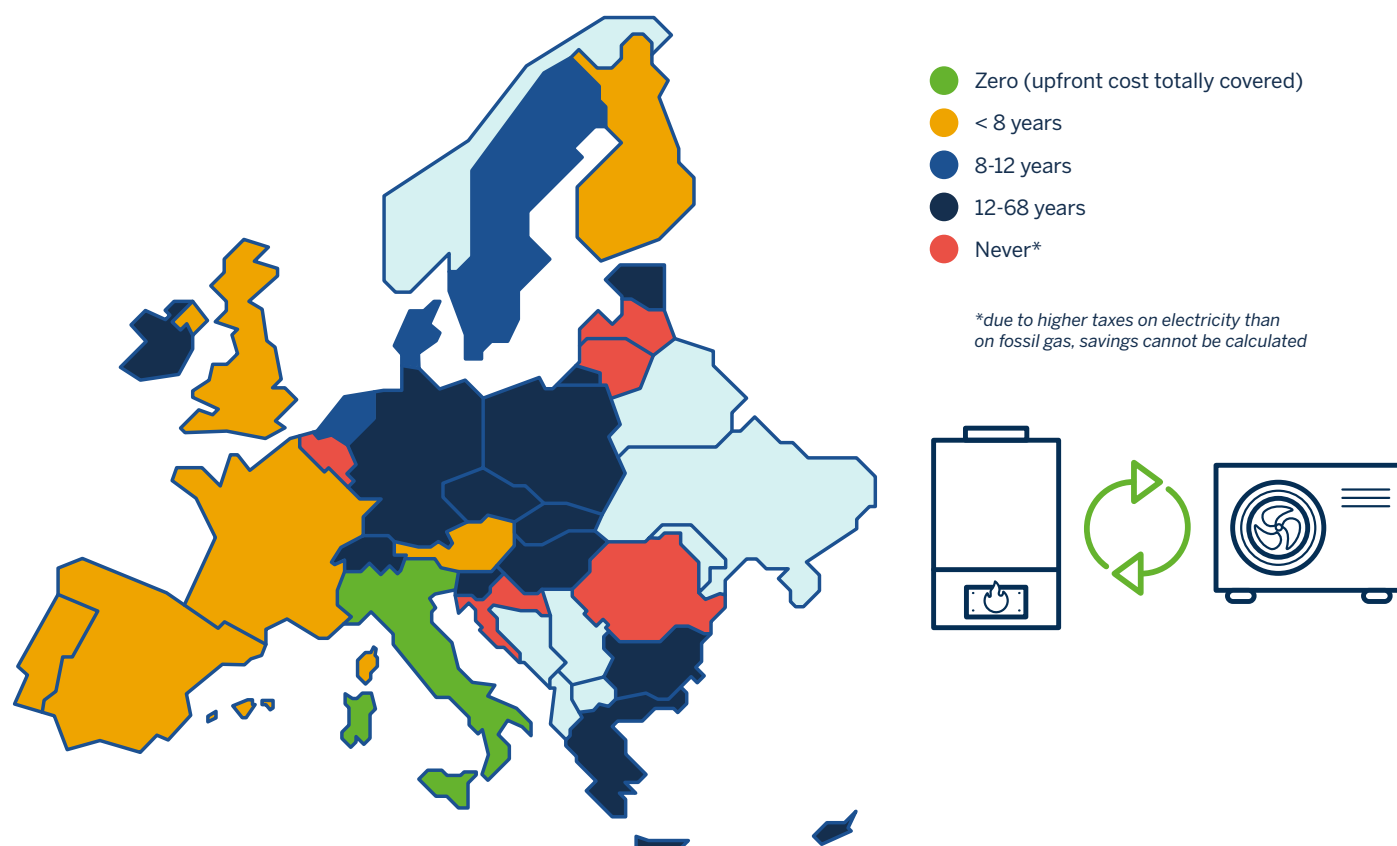 Zero (upfront cost totally covered)
< 8 years
8-12 years
12-68 years
Never*
*due to higher taxes on electricity than
on fossil gas, savings cannot be calculated